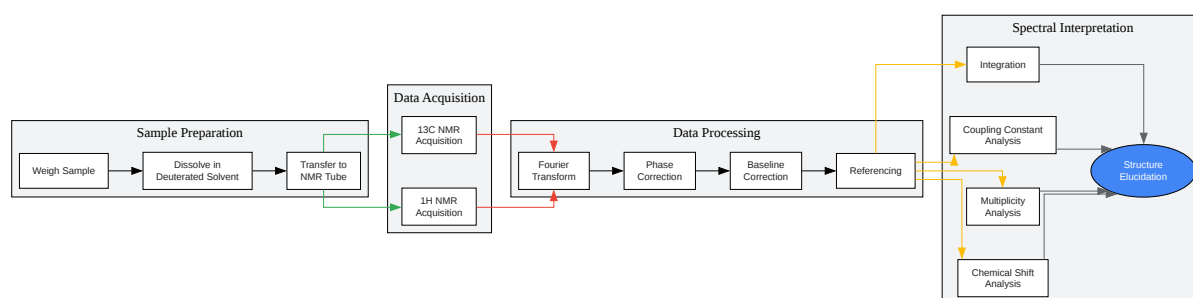 Sample Preparation
Weigh Sample
Dissolve in
Deuterated Solvent
Transfer to
NMR Tube
Data Acquisition
13C NMR
Acquisition
1H NMR
Acquisition
Data Processing
Fourier
Transform
Phase
Correction
Baseline
Correction
Referencing
Spectral Interpretation
Integration
Coupling Constant
Analysis
Multiplicity
Analysis
Chemical Shift
Analysis
Structure
Elucidation